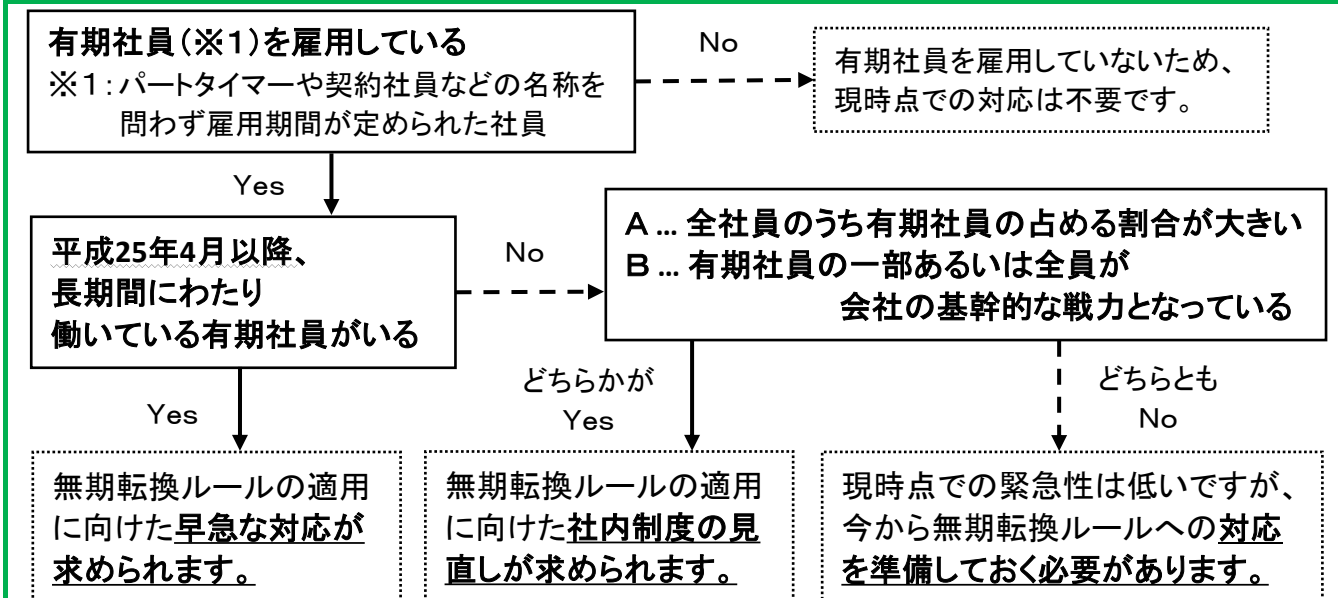 有期社員(※1)を雇用している
※1:パートタイマーや契約社員などの名称を
問わず雇用期間が定められた社員
No
有期社員を雇用していないため、
現時点での対応は不要です。
Yes
平成25年4月以降、
長期間にわたり
働いている有期社員がいる
No
A … 全社員のうち有期社員の占める割合が大きい
B … 有期社員の一部あるいは全員が
会社の基幹的な戦力となっている
Yes
どちらかが
Yes
どちらとも
No
無期転換ルールの適用
に向けた早急な対応が
求められます。
無期転換ルールの適用
に向けた社内制度の見
直しが求められます。
現時点での緊急性は低いですが、
今から無期転換ルールへの対応
を準備しておく必要があります。